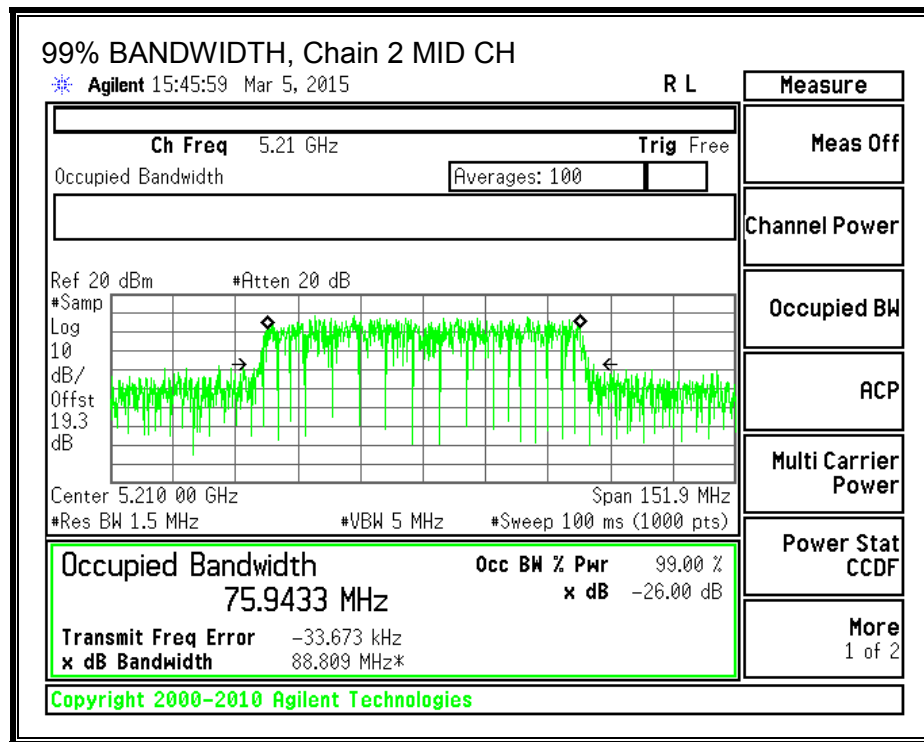 99% BANDWIDTH, Chain 2 MID CH
Agilent 15:45:59 Mar 5, 2015 R L
Measure
Ch Freq 5.21 GHz Trig Free
Meas Off
Occupied Bandwidth Averages: 100
Channel Power
Ref 20 dBm #Atten 20 dB
#Samp
Log
10
dB/
Offst
19.3
dB
Occupied BW
ACP
Center 5.210 00 GHz Span 151.9 MHz
#Res BW 1.5 MHz #VBW 5 MHz #Sweep 100 ms (1000 pts)
Multi Carrier
Power
Occupied Bandwidth Occ BW % Pwr 99.00 %
75.9433 MHz x dB -26.00 dB
Transmit Freq Error -33.673 kHz
x dB Bandwidth 88.809 MHz*
Power Stat
CCDF
More
1 of 2
Copyright 2000-2010 Agilent Technologies